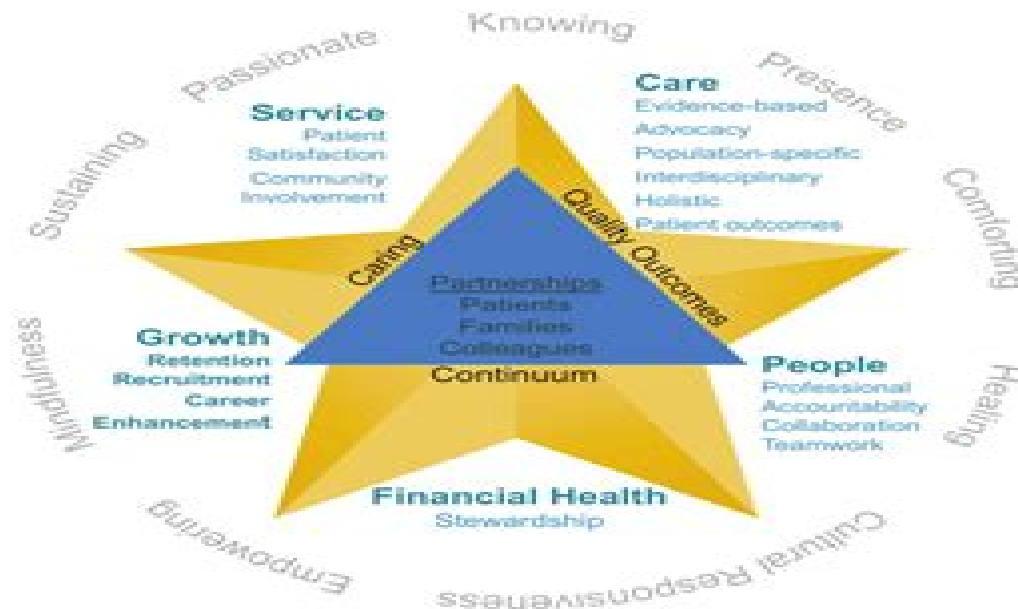 Knowing
Passionate
Presence
Sustaining
Comforting
Mindfulness
Healing
Empowering
Cultural Responsiveness
Service
Patient
Satisfaction
Community
Involvement
Care
Evidence-based
Advocacy
Population-specific
Interdisciplinary
Holistic
Patient outcomes
Caring
Quality Outcomes
Partnerships
Patients
Families
Colleagues
Continuum
Growth
Retention
Recruitment
Career
Enhancement
People
Professional
Accountability
Collaboration
Teamwork
Financial Health
Stewardship